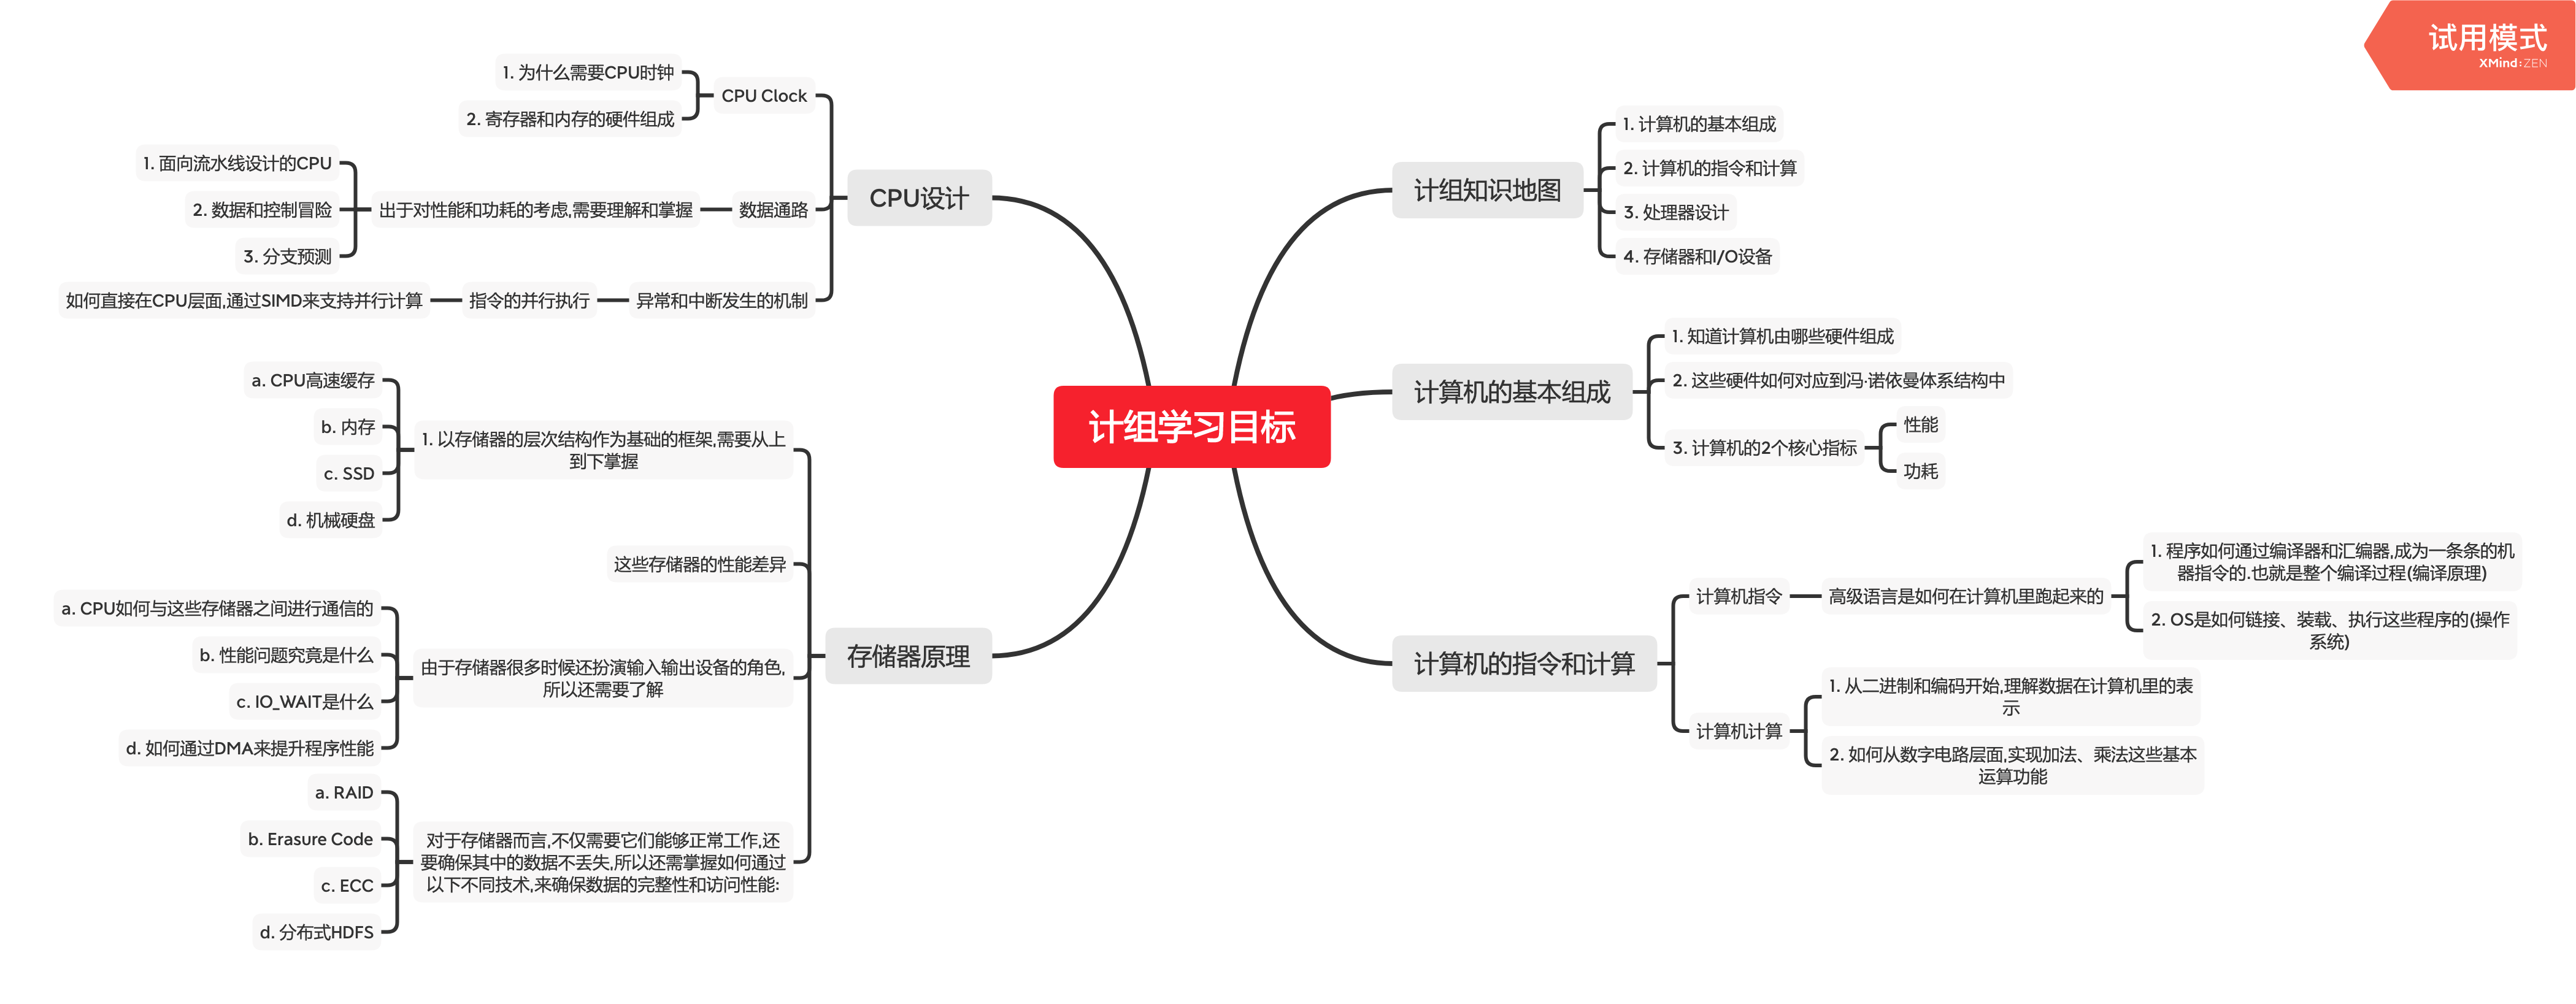 试用模式
XMind:ZEN
计组学习目标
计组知识地图
1. 计算机的基本组成
2. 计算机的指令和计算
3. 处理器设计
4. 存储器和I/O设备
计算机的基本组成
1. 知道计算机由哪些硬件组成
2. 这些硬件如何对应到冯·诺依曼体系结构中
3. 计算机的2个核心指标
性能
功耗
计算机的指令和计算
计算机指令
高级语言是如何在计算机里跑起来的
1. 程序如何通过编译器和汇编器,成为一条条的机
器指令的.也就是整个编译过程(编译原理)
2. OS是如何链接、装载、执行这些程序的(操作
系统)
计算机计算
1. 从二进制和编码开始,理解数据在计算机里的表
示
2. 如何从数字电路层面,实现加法、乘法这些基本
运算功能
CPU设计
CPU Clock
1. 为什么需要CPU时钟
2. 寄存器和内存的硬件组成
数据通路
出于对性能和功耗的考虑,需要理解和掌握
1. 面向流水线设计的CPU
2. 数据和控制冒险
3. 分支预测
异常和中断发生的机制
指令的并行执行
如何直接在CPU层面,通过SIMD来支持并行计算
存储器原理
1. 以存储器的层次结构作为基础的框架,需要从上
到下掌握
a. CPU高速缓存
b. 内存
c. SSD
d. 机械硬盘
这些存储器的性能差异
由于存储器很多时候还扮演输入输出设备的角色,
所以还需要了解
a. CPU如何与这些存储器之间进行通信的
b. 性能问题究竟是什么
c. IO_WAIT是什么
d. 如何通过DMA来提升程序性能
对于存储器而言,不仅需要它们能够正常工作,还
要确保其中的数据不丢失,所以还需掌握如何通过
以下不同技术,来确保数据的完整性和访问性能:
a. RAID
b. Erasure Code
c. ECC
d. 分布式HDFS